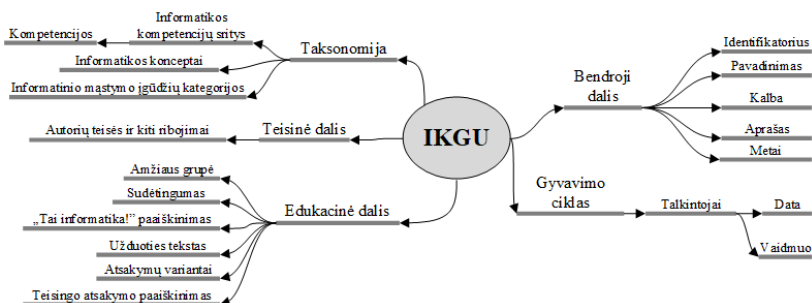 IKGU
Taksonomija
Informatikos
kompetencijų sritys
Kompetencijos
Informatikos konceptai
Informatinio mąstymo įgūdžių kategorijos
Teisinė dalis
Autorių teisės ir kiti ribojimai
Edukacinė dalis
Amžiaus grupė
Sudėtingumas
„Tai informatika!” paaiškinimas
Užduoties tekstas
Atsakymų variantai
Teisingo atsakymo paaiškinimas
Bendroji
dalis
Identifikatorius
Pavadinimas
Kalba
Aprašas
Metai
Gyvavimo
ciklas
Talkintojai
Data
Vaidmuo